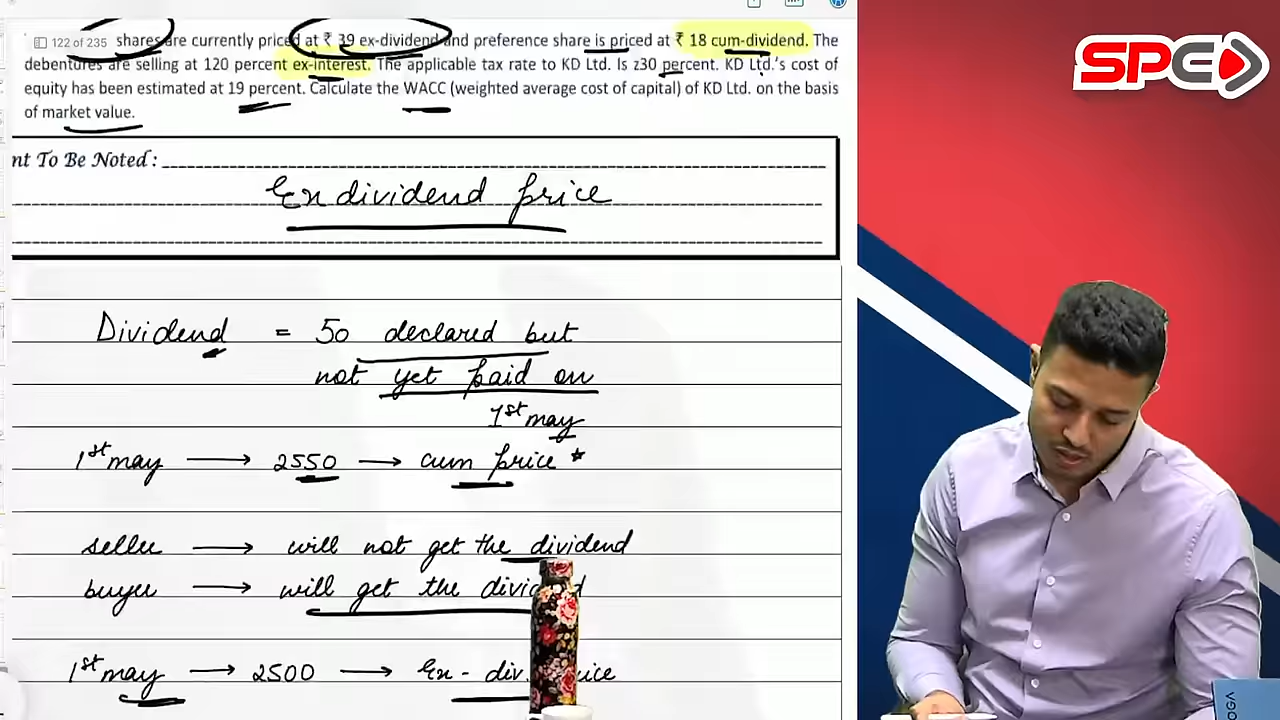 122 of 235 shares are currently priced at ₹ 39 ex-dividend and preference share is priced at ₹ 18 cum-dividend. The
debentures are selling at 120 percent ex-interest. The applicable tax rate to KD Ltd. Is z30 percent. KD Ltd.'s cost of
equity has been estimated at 19 percent. Calculate the WACC (weighted average cost of capital) of KD Ltd. on the basis
of market value.
SPC
nt To Be Noted :
Ex dividend price
Dividend = 50 declared but
not yet paid on
1st may
1st may → 2550 → cum price *
seller → will not get the dividend
buyer → will get the
1st may → 2500 → Ex - div